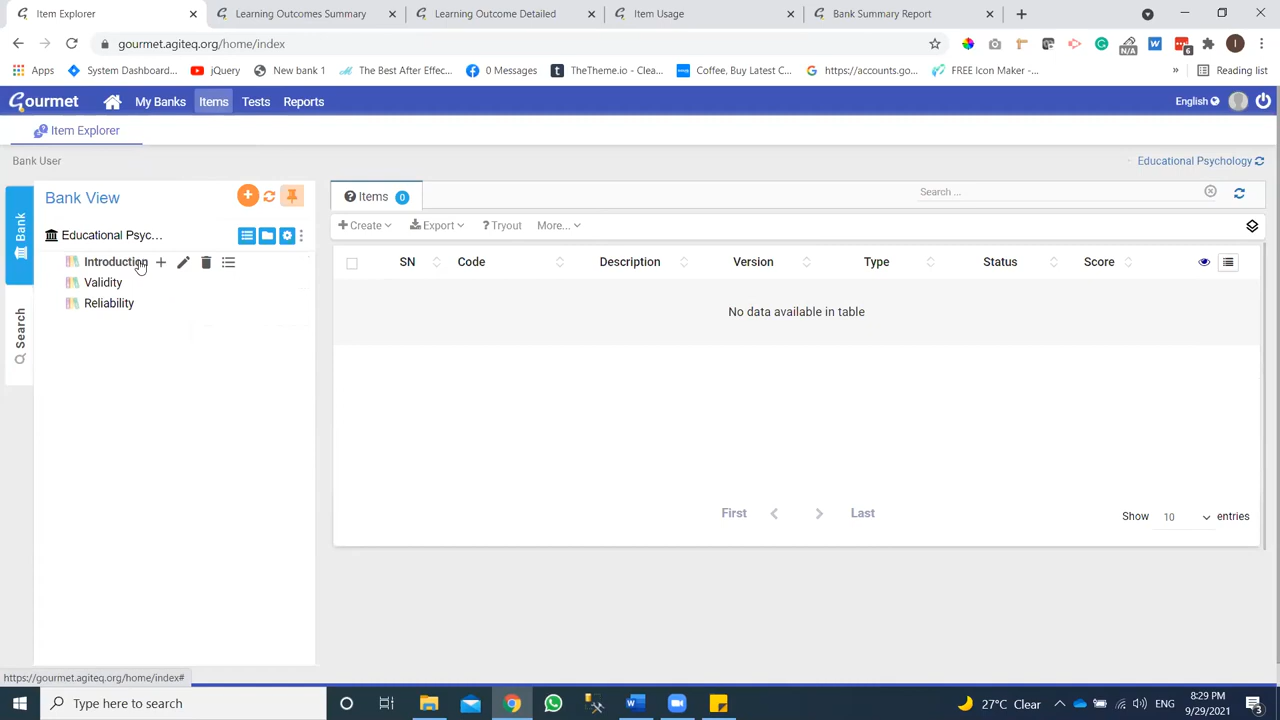 Item Explorer
Learning Outcomes Summary
Learning Outcome Detailed
Item Usage
Bank Summary Report
gourmet.agiteq.org/home/index
N/A
6
Apps
System Dashboard...
jQuery
New bank 1
The Best After Effec...
0 Messages
TheTheme.io - Clea...
Coffee, Buy Latest C...
https://accounts.go...
FREE Icon Maker -...
»
Reading list
Gourmet
My Banks
Items
Tests
Reports
English
Item Explorer
Bank User
Educational Psychology
Bank
Search
Bank View
Educational Psyc...
Introduction
Validity
Reliability
Items 0
Search ...
Create
Export
? Tryout
More...
SN
Code
Description
Version
Type
Status
Score
No data available in table
First
Last
Show 10 entries
https://gourmet.agiteq.org/home/index#
Type here to search
27°C Clear
ENG
8:29 PM
9/29/2021
3